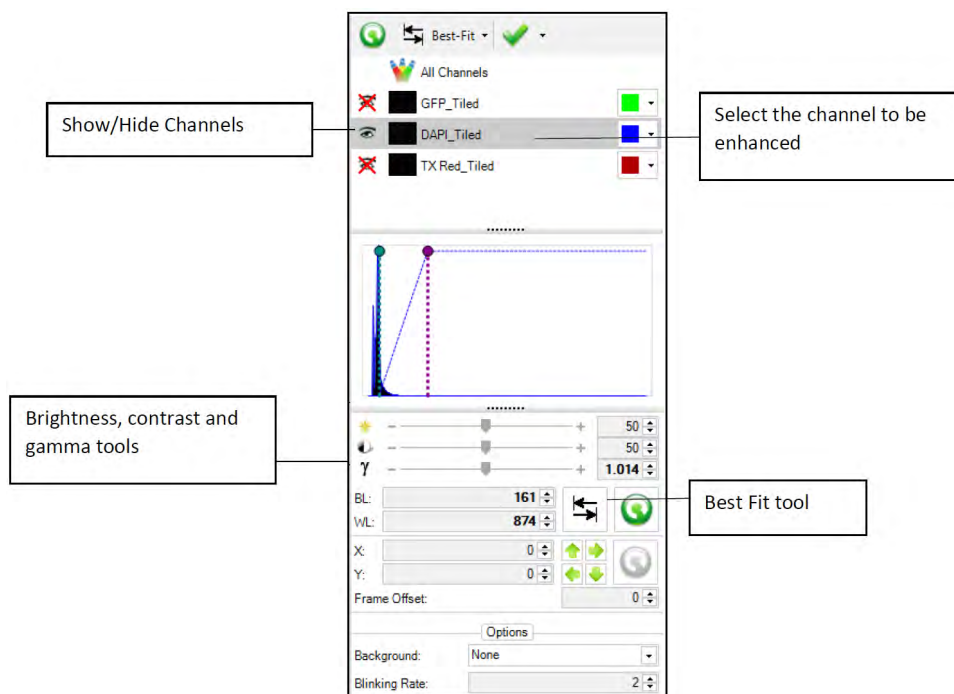 Best-Fit
All Channels
GFP_Tiled
DAPI_Tiled
TX Red_Tiled
Show/Hide Channels
Select the channel to be
enhanced
Brightness, contrast and
gamma tools
- + 50
- + 50
γ - + 1.014
BL: 161
WL: 874
Best Fit tool
X: 0
Y: 0
Frame Offset: 0
Options
Background: None
Blinking Rate: 2